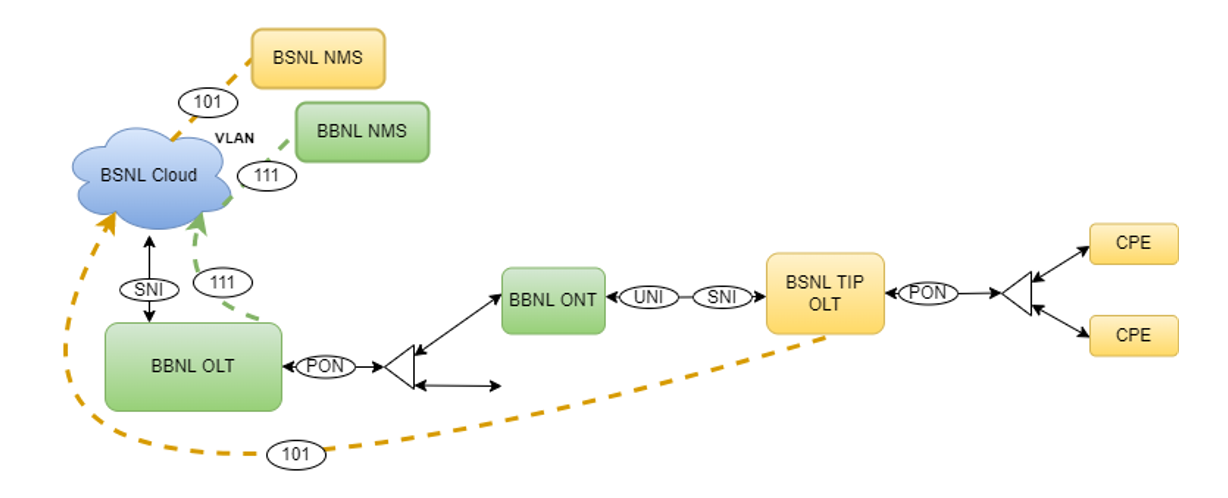 BSNL NMS
101
BBNL NMS
VLAN
BSNL Cloud
111
SNI
111
BBNL OLT
PON
BBNL ONT
UNI
SNI
BSNL TIP
OLT
PON
CPE
CPE
101